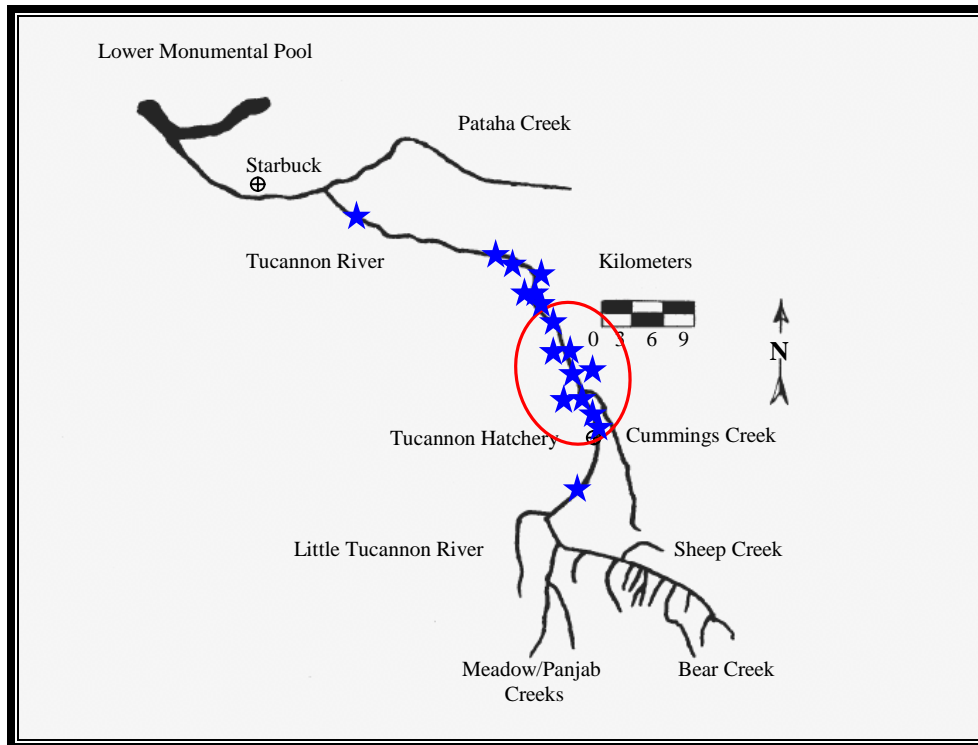 Lower Monumental Pool
Pataha Creek
Starbuck
Tucannon River
Kilometers
0 3 6 9
N
Tucannon Hatchery
Cummings Creek
Little Tucannon River
Sheep Creek
Meadow/Panjab
Creeks
Bear Creek